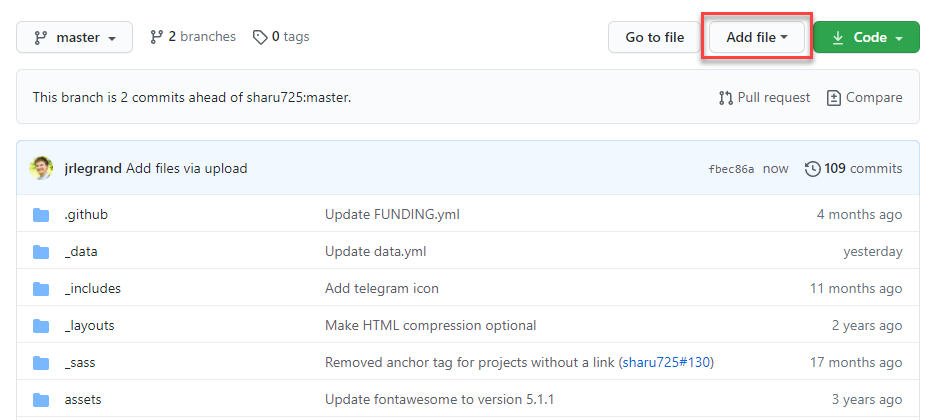 master 2 branches 0 tags Go to file Add file Code
This branch is 2 commits ahead of sharu725:master. Pull request Compare
jrlegrand Add files via upload fbec86a now 109 commits
.github Update FUNDING.yml 4 months ago
_data Update data.yml yesterday
_includes Add telegram icon 11 months ago
_layouts Make HTML compression optional 2 years ago
_sass Removed anchor tag for projects without a link (sharu725#130) 17 months ago
assets Update fontawesome to version 5.1.1 3 years ago